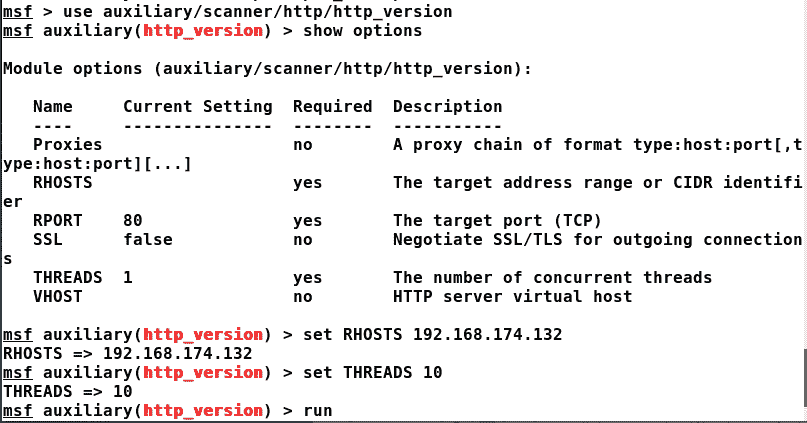 msf > use auxiliary/scanner/http/http_version
msf auxiliary(http_version) > show options
Module options (auxiliary/scanner/http/http_version):
Name     Current Setting  Required  Description
----     ---------------  --------  -----------
Proxies                   no        A proxy chain of format type:host:port[,t
ype:host:port][...]
RHOSTS                    yes       The target address range or CIDR identifi
er
RPORT    80               yes       The target port (TCP)
SSL      false            no        Negotiate SSL/TLS for outgoing connection
s
THREADS  1                yes       The number of concurrent threads
VHOST                     no        HTTP server virtual host
msf auxiliary(http_version) > set RHOSTS 192.168.174.132
RHOSTS => 192.168.174.132
msf auxiliary(http_version) > set THREADS 10
THREADS => 10
msf auxiliary(http_version) > run